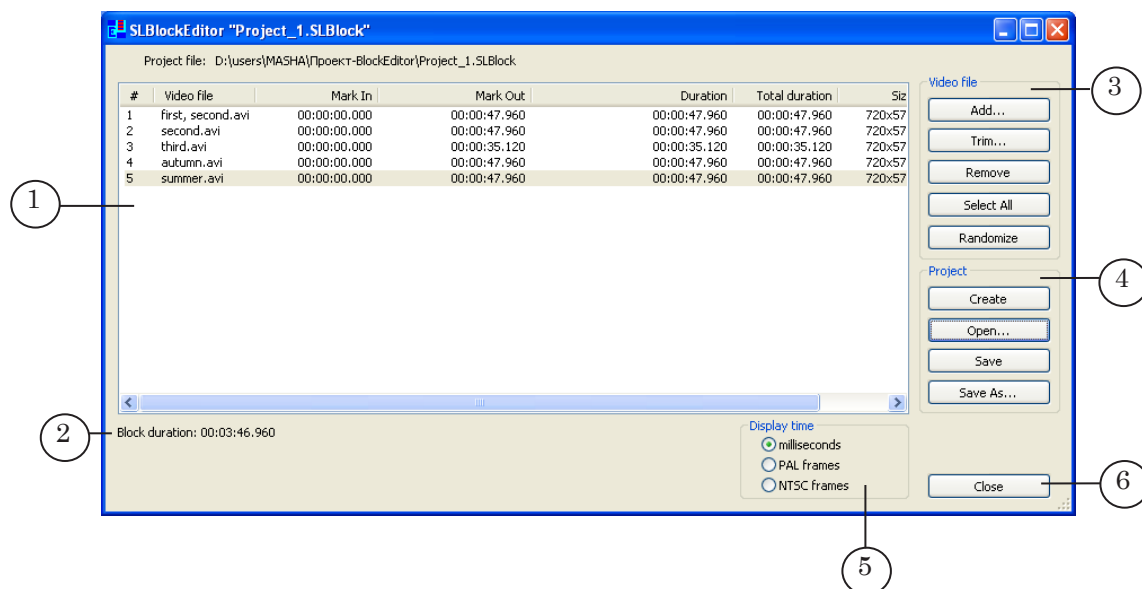 SLBlockEditor "Project_1.SLBlock"
Project file: D:\users\MASHA\Проект-BlockEditor\Project_1.SLBlock
# Video file Mark In Mark Out Duration Total duration Siz
1 first, second.avi 00:00:00.000 00:00:47.960 00:00:47.960 00:00:47.960 720x57
2 second.avi 00:00:00.000 00:00:47.960 00:00:47.960 00:00:47.960 720x57
3 third.avi 00:00:00.000 00:00:35.120 00:00:35.120 00:00:35.120 720x57
4 autumn.avi 00:00:00.000 00:00:47.960 00:00:47.960 00:00:47.960 720x57
5 summer.avi 00:00:00.000 00:00:47.960 00:00:47.960 00:00:47.960 720x57
Video file
Add...
Trim...
Remove
Select All
Randomize
Project
Create
Open...
Save
Save As...
Block duration: 00:03:46.960
Display time
milliseconds
PAL frames
NTSC frames
Close
1
2
3
4
5
6